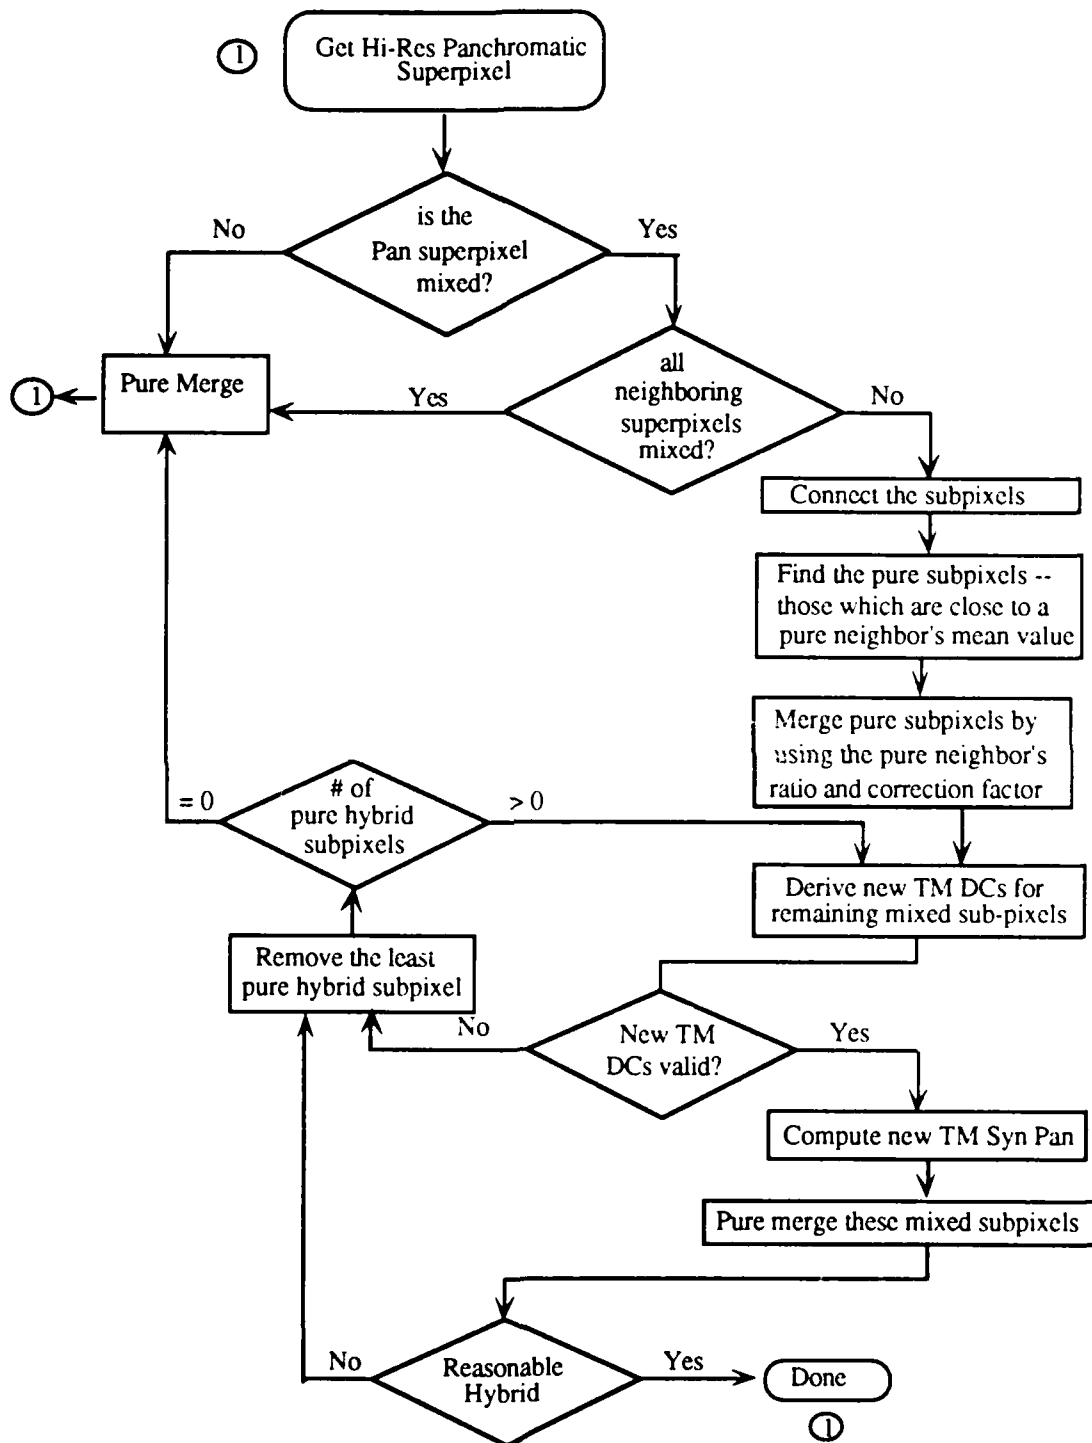 1
Get Hi-Res Panchromatic
Superpixel
is the
Pan superpixel
mixed?
No
Yes
Pure Merge
1
all
neighboring
superpixels
mixed?
Yes
No
Connect the subpixels
Find the pure subpixels --
those which are close to a
pure neighbor's mean value
Merge pure subpixels by
using the pure neighbor's
ratio and correction factor
# of
pure hybrid
subpixels
= 0
> 0
Derive new TM DCs for
remaining mixed sub-pixels
Remove the least
pure hybrid subpixel
No
New TM
DCs valid?
Yes
Compute new TM Syn Pan
Pure merge these mixed subpixels
No
Reasonable
Hybrid
Yes
Done
1